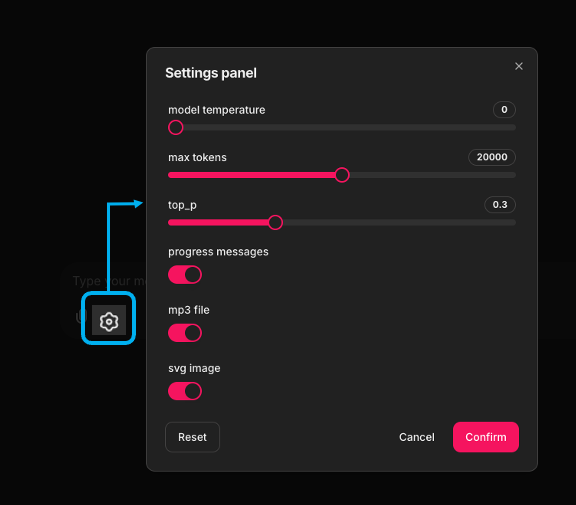 Settings panel
model temperature 0
max tokens 20000
top_p 0.3
progress messages
Type your m
mp3 file
svg image
Reset Cancel Confirm